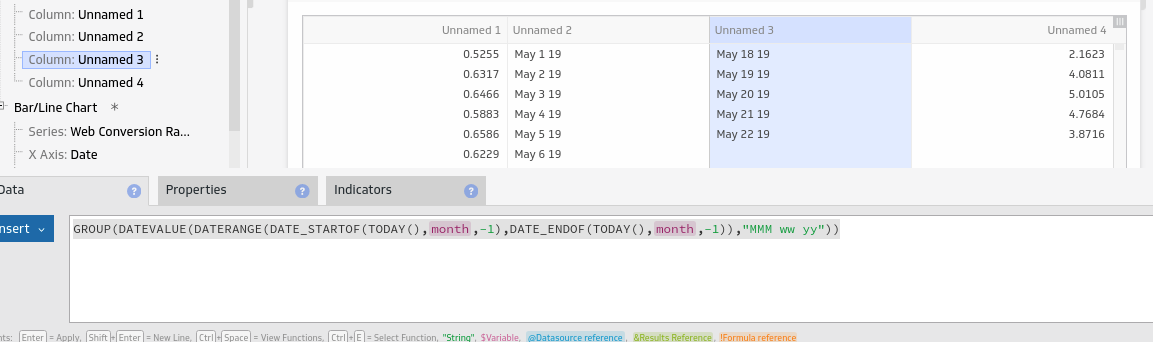 Column: Unnamed 1
Column: Unnamed 2
Column: Unnamed 3
Column: Unnamed 4
Bar/Line Chart *
Series: Web Conversion Ra...
X Axis: Date
Unnamed 1 Unnamed 2 Unnamed 3 Unnamed 4
0.5255 May 1 19 May 18 19 2.1623
0.6317 May 2 19 May 19 19 4.0811
0.6466 May 3 19 May 20 19 5.0105
0.5883 May 4 19 May 21 19 4.7684
0.6586 May 5 19 May 22 19 3.8716
0.6229 May 6 19
Data ? Properties ? Indicators ?
nsert
GROUP(DATEVALUE(DATERANGE(DATE_STARTOF(TODAY(),month,-1),DATE_ENDOF(TODAY(),month,-1)),"MMM ww yy"))
nts: Enter = Apply, Shift+Enter = New Line, Ctrl+Space = View Functions, Ctrl+E = Select Function, "String", $Variable, @Datasource reference, &Results Reference, !Formula reference